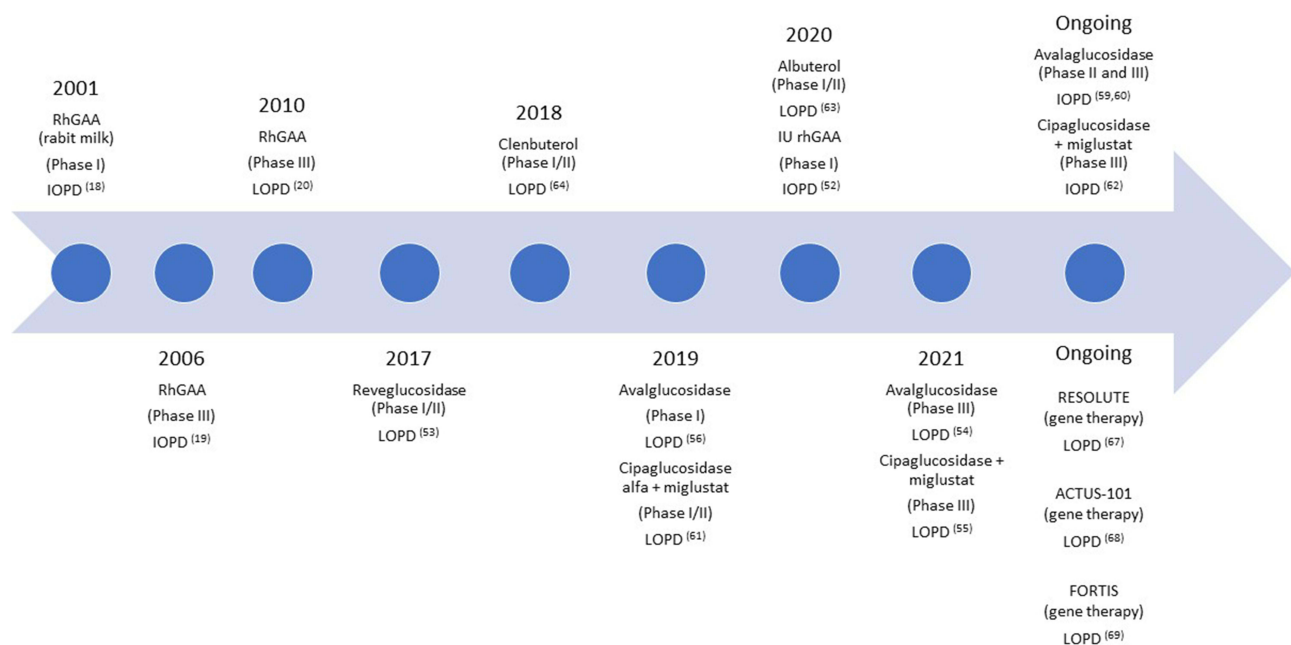 2001
RhGAA
(rabit milk)
(Phase I)
IOPD (18)
2010
RhGAA
(Phase III)
LOPD (20)
2018
Clenbuterol
(Phase I/II)
LOPD (64)
2020
Albuterol
(Phase I/II)
LOPD (63)
IU rhGAA
(Phase I)
IOPD (52)
Ongoing
Avalaglucosidase
(Phase II and III)
IOPD (59,60)
Cipaglucosidase
+ miglustat
(Phase III)
IOPD (62)
2006
RhGAA
(Phase III)
IOPD (19)
2017
Reveglucosidase
(Phase I/II)
LOPD (53)
2019
Avalglucosidase
(Phase I)
LOPD (56)
Cipaglucosidase
alfa + miglustat
(Phase I/II)
LOPD (61)
2021
Avalglucosidase
(Phase III)
LOPD (54)
Cipaglucosidase +
miglustat
(Phase III)
LOPD (55)
Ongoing
RESOLUTE
(gene therapy)
LOPD (67)
ACTUS-101
(gene therapy)
LOPD (68)
FORTIS
(gene therapy)
LOPD (69)